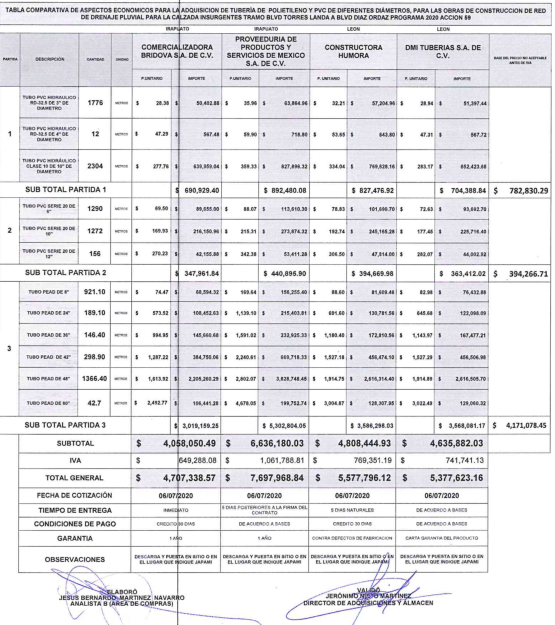 TABLA COMPARATIVA DE ASPECTOS ECONOMICOS PARA LA ADQUISICION DE TUBERÍA DE POLIETILENO Y PVC DE DIFERENTES DIÁMETROS, PARA LAS OBRAS DE CONSTRUCCION DE RED
DE DRENAJE PLUVIAL PARA LA CALZADA INSURGENTES TRAMO BLVD TORRES LANDA A BLVD DIAZ ORDAZ PROGRAMA 2020 ACCION 59
IRAPUATO IRAPUATO LEON LEON
PARTIDA DESCRIPCIÓN CANTIDAD UNIDAD COMERCIALIZADORA BRIDOVA S.A. DE C.V. PROVEEDURIA DE PRODUCTOS Y SERVICIOS DE MEXICO S.A. DE C.V. CONSTRUCTORA HUMORA DMI TUBERIAS S.A. DE C.V. BASE DEL PRECIO NO ACEPTABLE ANTES DE IVA
P.UNITARIO IMPORTE P.UNITARIO IMPORTE P. UNITARIO IMPORTE P. UNITARIO IMPORTE
1
TUBO PVC HIDRAULICO RD-32.5 DE 3" DE DIAMETRO 1776 METROS $ 28.38 $ 50,402.88 $ 35.96 $ 63,864.96 $ 32.21 $ 57,204.96 $ 28.94 $ 51,397.44
TUBO PVC HIDRAULICO RD-32.5 DE 4" DE DIAMETRO 12 METROS $ 47.29 $ 567.48 $ 59.90 $ 718.80 $ 53.65 $ 643.80 $ 47.31 $ 567.72
TUBO PVC HIDRÁULICO CLASE 10 DE 10" DE DIAMETRO 2304 METROS $ 277.76 $ 639,959.04 $ 359.33 $ 827,896.32 $ 334.04 $ 769,628.16 $ 283.17 $ 652,423.68
SUB TOTAL PARTIDA 1 $ 690,929.40 $ 892,480.08 $ 827,476.92 $ 704,388.84 $ 782,830.29
2
TUBO PVC SERIE 20 DE 6" 1290 METROS $ 69.50 $ 89,655.00 $ 88.07 $ 113,610.30 $ 78.83 $ 101,690.70 $ 72.63 $ 93,692.70
TUBO PVC SERIE 20 DE 10" 1272 METROS $ 169.93 $ 216,150.96 $ 215.31 $ 273,874.32 $ 192.74 $ 245,165.28 $ 177.45 $ 225,716.40
TUBO PVC SERIE 20 DE 12" 156 METROS $ 270.23 $ 42,155.88 $ 342.38 $ 53,411.28 $ 306.50 $ 47,814.00 $ 282.07 $ 44,002.92
SUB TOTAL PARTIDA 2 $ 347,961.84 $ 440,895.90 $ 394,669.98 $ 363,412.02 $ 394,266.71
3
TUBO PEAD DE 8" 921.10 METROS $ 74.47 $ 68,594.32 $ 169.64 $ 156,255.40 $ 88.60 $ 81,609.46 $ 82.98 $ 76,432.88
TUBO PEAD DE 24" 189.10 METROS $ 573.52 $ 108,452.63 $ 1,139.10 $ 215,403.81 $ 691.60 $ 130,781.56 $ 645.68 $ 122,098.09
TUBO PEAD DE 36" 146.40 METROS $ 994.95 $ 145,660.68 $ 1,591.02 $ 232,925.33 $ 1,180.40 $ 172,810.56 $ 1,143.97 $ 167,477.21
TUBO PEAD DE 42" 298.90 METROS $ 1,287.22 $ 384,750.06 $ 2,240.61 $ 669,718.33 $ 1,527.18 $ 456,474.10 $ 1,527.29 $ 456,506.98
TUBO PEAD DE 48" 1366.40 METROS $ 1,613.92 $ 2,205,260.29 $ 2,802.07 $ 3,828,748.45 $ 1,914.75 $ 2,616,314.40 $ 1,914.89 $ 2,616,505.70
TUBO PEAD DE 60" 42.7 METROS $ 2,492.77 $ 106,441.28 $ 4,678.05 $ 199,752.74 $ 3,004.87 $ 128,307.95 $ 3,022.49 $ 129,060.32
SUB TOTAL PARTIDA 3 $ 3,019,159.25 $ 5,302,804.05 $ 3,586,298.03 $ 3,568,081.17 $ 4,171,078.45
SUBTOTAL $ 4,058,050.49 $ 6,636,180.03 $ 4,808,444.93 $ 4,635,882.03
IVA $ 649,288.08 $ 1,061,788.81 $ 769,351.19 $ 741,741.13
TOTAL GENERAL $ 4,707,338.57 $ 7,697,968.84 $ 5,577,796.12 $ 5,377,623.16
FECHA DE COTIZACIÓN 06/07/2020 06/07/2020 06/07/2020 06/07/2020
TIEMPO DE ENTREGA INMEDIATO 5 DIAS POSTERIORES A LA FIRMA DEL CONTRATO 5 DIAS NATURALES DE ACUERDO A BASES
CONDICIONES DE PAGO CREDITO 30 DIAS DE ACUERDO A BASES CREDITO 30 DIAS DE ACUERDO A BASES
GARANTIA 1 AÑO 1 AÑO CONTRA DEFECTOS DE FABRICACION CARTA GARANTIA DEL PRODUCTO
OBSERVACIONES DESCARGA Y PUESTA EN SITIO O EN EL LUGAR QUE INDIQUE JAPAMI DESCARGA Y PUESTA EN SITIO O EN EL LUGAR QUE INDIQUE JAPAMI DESCARGA Y PUESTA EN SITIO O EN EL LUGAR QUE INDIQUE JAPAMI DESCARGA Y PUESTA EN SITIO O EN EL LUGAR QUE INDIQUE JAPAMI
ELABORÓ
JESUS BERNARDO MARTINEZ NAVARRO
ANALISTA B (AREA DE COMPRAS)
VALIDÓ
JERÓNIMO NIETO MARTÍNEZ
DIRECTOR DE ADQUISICIONES Y ALMACEN